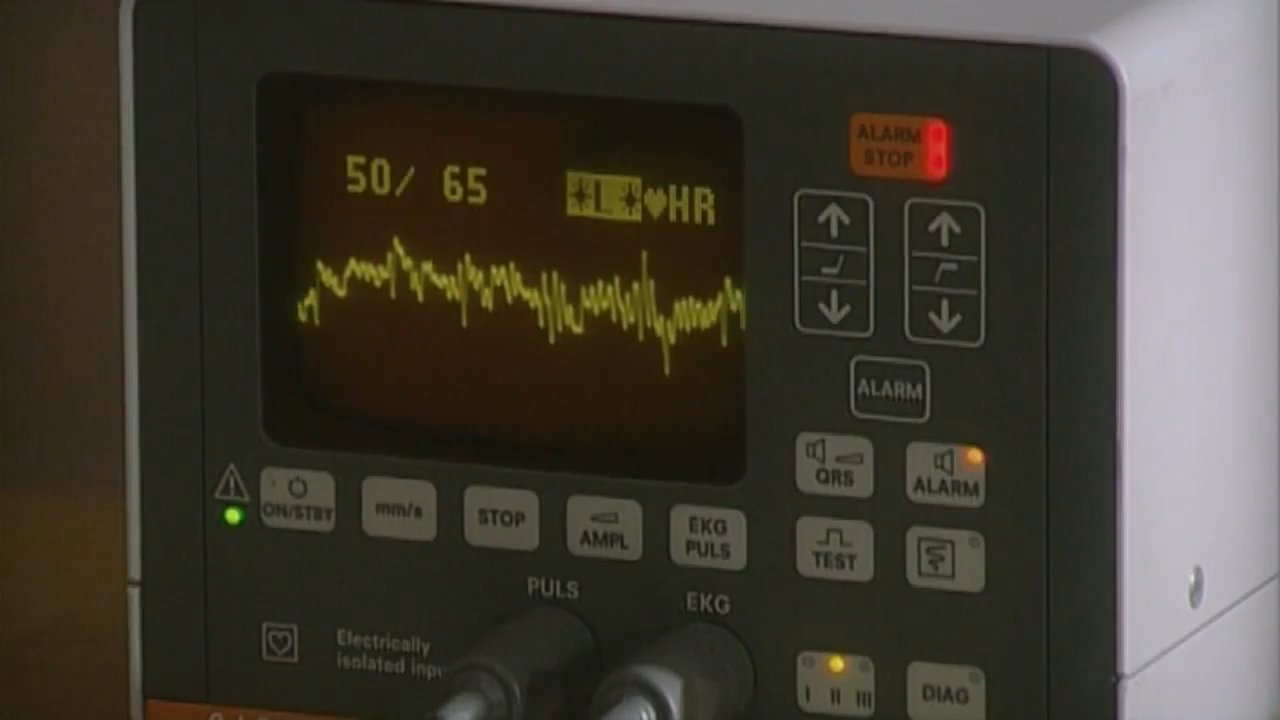 50/ 65 *L*♥HR
ALARM
STOP
ALARM
QRS
ALARM
ON/STBY
mm/s
STOP
AMPL
EKG
PULS
TEST
PULS
EKG
Electrically
isolated
I II III
DIAG